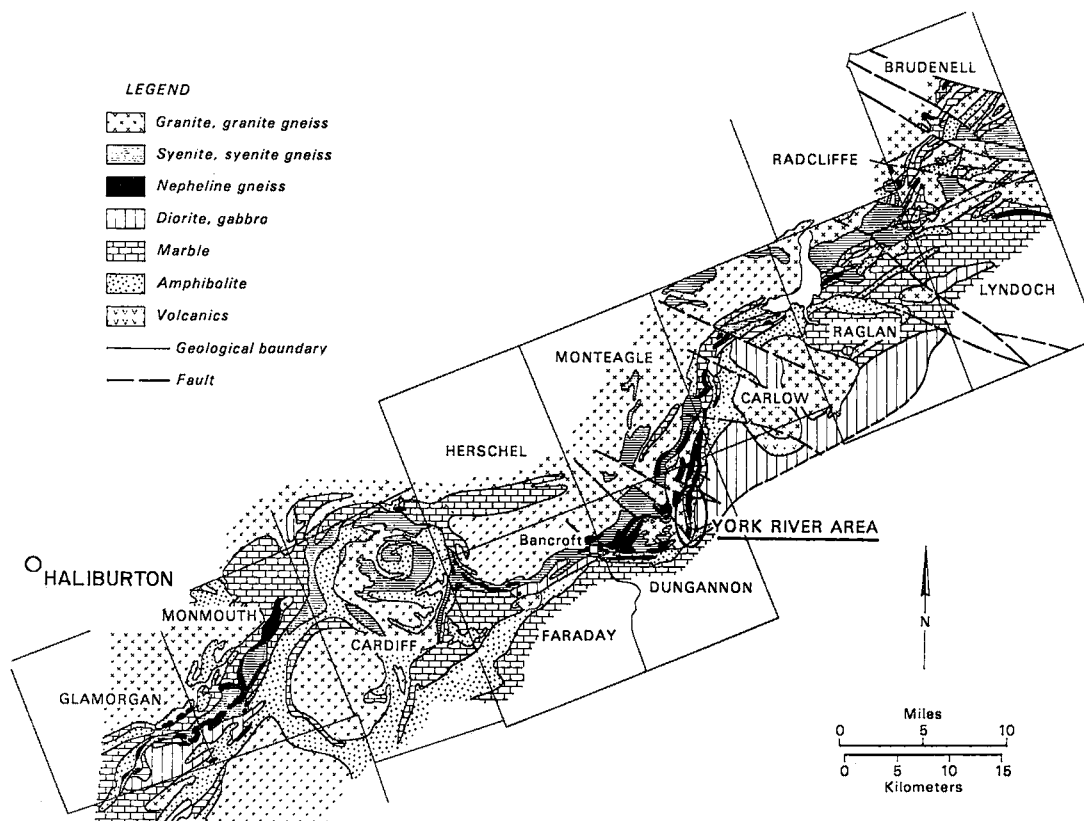 LEGEND
Granite, granite gneiss
Syenite, syenite gneiss
Nepheline gneiss
Diorite, gabbro
Marble
Amphibolite
Volcanics
Geological boundary
Fault
BRUDENELL
RADCLIFFE
LYNDOCH
RAGLAN
MONTEAGLE
CARLOW
HERSCHEL
YORK RIVER AREA
Bancroft
HALIBURTON
DUNGANNON
MONMOUTH
FARADAY
CARDIFF
GLAMORGAN
N
Miles
0 5 10
0 5 10 15
Kilometers